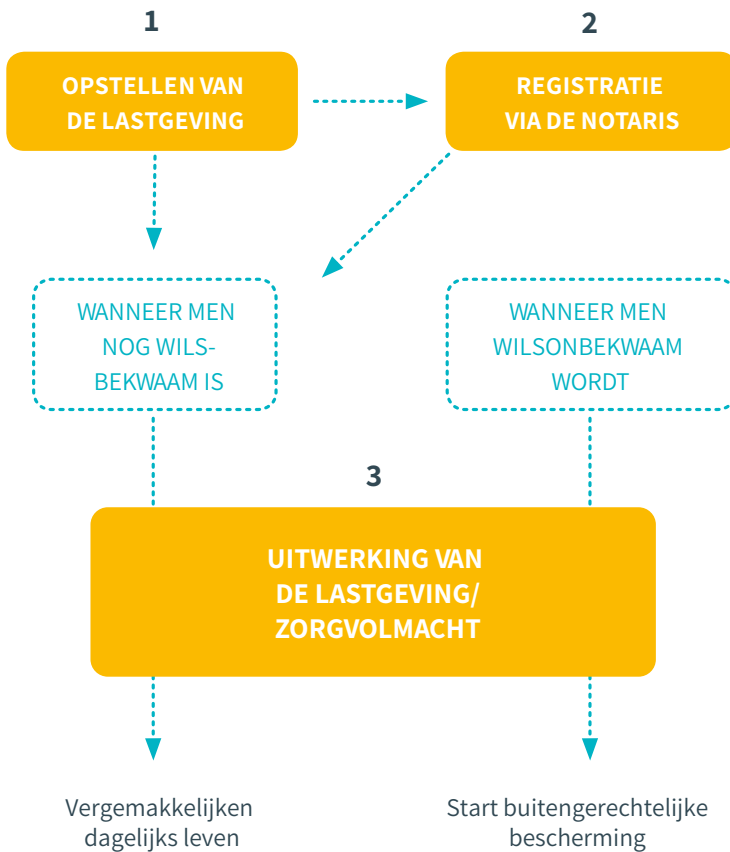 1
OPSTELLEN VAN
DE LASTGEVING
2
REGISTRATIE
VIA DE NOTARIS
WANNEER MEN
NOG WILS-
BEKWAAM IS
WANNEER MEN
WILSONBEKWAAM
WORDT
3
UITWERKING VAN
DE LASTGEVING/
ZORGVOLMACHT
Vergemakkelijken
dagelijks leven
Start buitengerechtelijke
bescherming